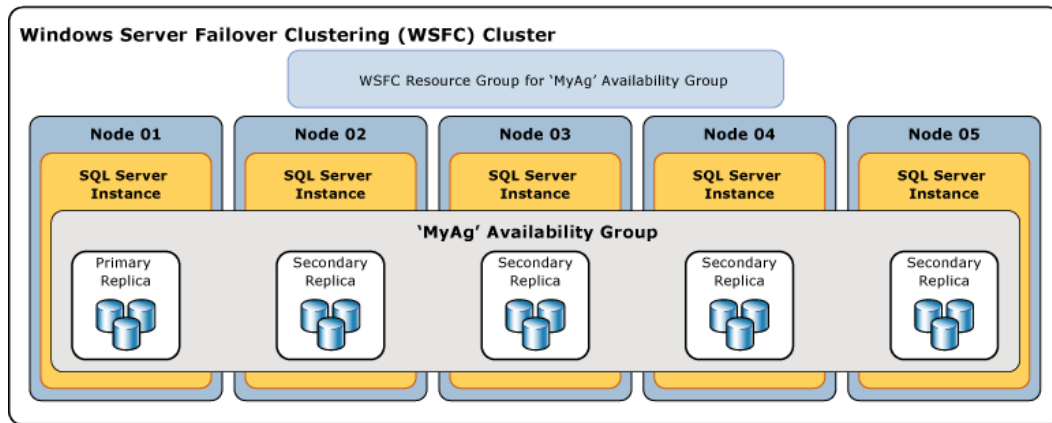 Windows Server Failover Clustering (WSFC) Cluster
WSFC Resource Group for ‘MyAg’ Availability Group
Node 01
SQL Server
Instance
Node 02
SQL Server
Instance
Node 03
SQL Server
Instance
Node 04
SQL Server
Instance
Node 05
SQL Server
Instance
‘MyAg’ Availability Group
Primary
Replica
Secondary
Replica
Secondary
Replica
Secondary
Replica
Secondary
Replica